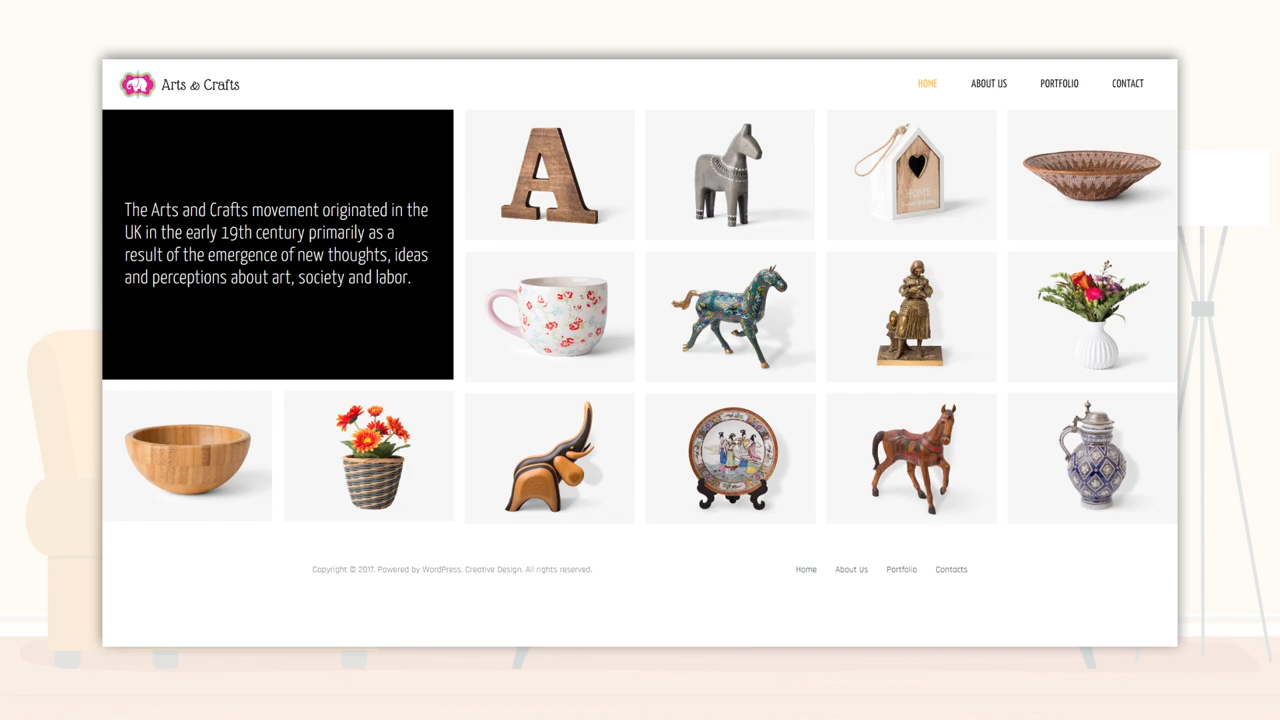 Arts & Crafts
HOME
ABOUT US
PORTFOLIO
CONTACT
The Arts and Crafts movement originated in the
UK in the early 19th century primarily as a
result of the emergence of new thoughts, ideas
and perceptions about art, society and labor.
HOME
Copyright © 2017. Powered by WordPress. Creative Design. All rights reserved.
Home
About Us
Portfolio
Contacts